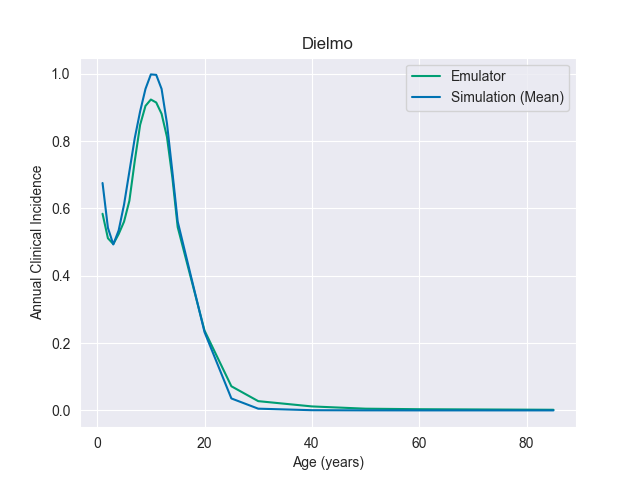 Dielmo
Emulator
Simulation (Mean)
Annual Clinical Incidence
1.0
0.8
0.6
0.4
0.2
0.0
0 20 40 60 80
Age (years)